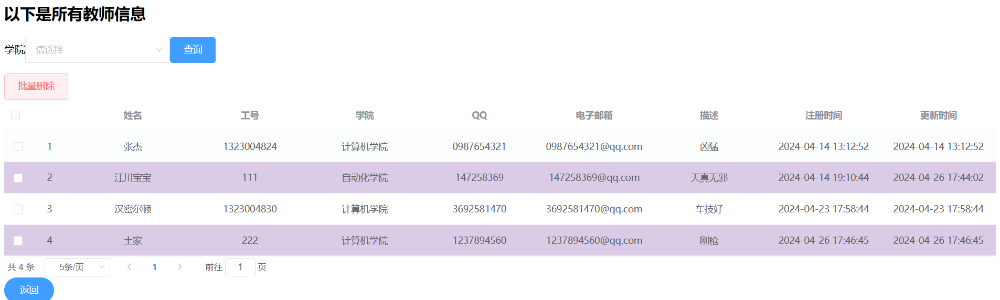 以下是所有教师信息
学院 请选择 查询
批量删除
姓名 工号 学院 QQ 电子邮箱 描述 注册时间 更新时间
1 张杰 1323004824 计算机学院 0987654321 0987654321@qq.com 凶猛 2024-04-14 13:12:52 2024-04-14 13:12:52
2 江川宝宝 111 自动化学院 147258369 147258369@qq.com 天真无邪 2024-04-14 19:10:44 2024-04-26 17:44:02
3 汉密尔顿 1323004830 计算机学院 3692581470 3692581470@qq.com 车技好 2024-04-23 17:58:44 2024-04-23 17:58:44
4 土家 222 计算机学院 1237894560 1237894560@qq.com 刚枪 2024-04-26 17:46:45 2024-04-26 17:46:45
共 4 条 5条/页 1 前往 1 页
返回